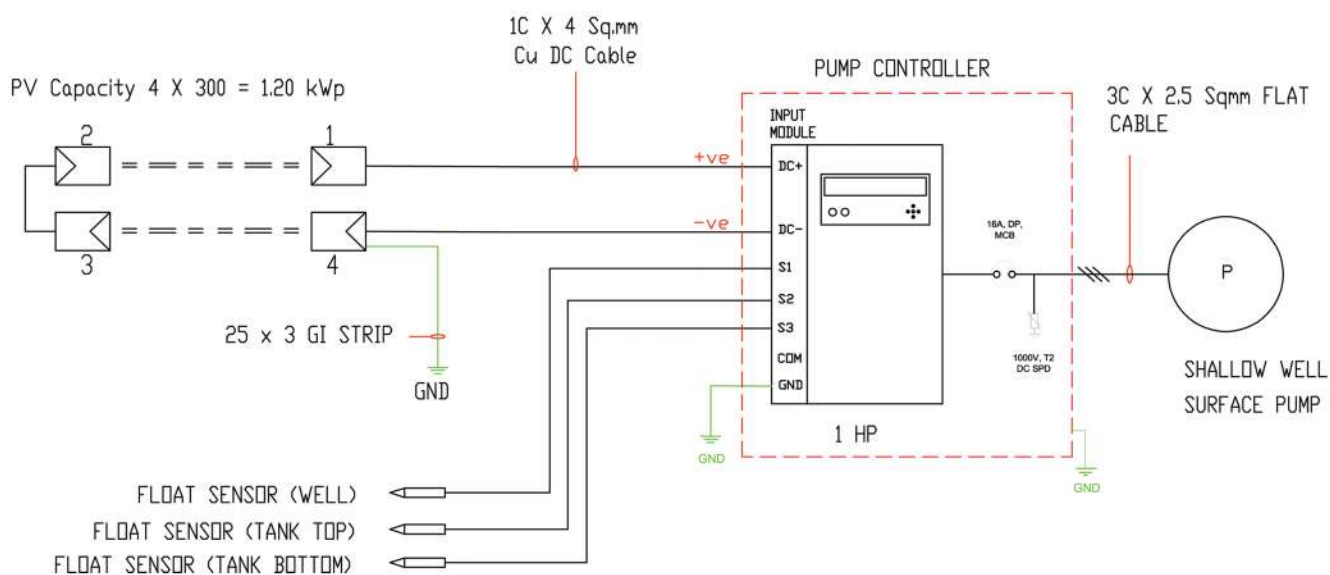 1C X 4 Sq.mm
Cu DC Cable
PV Capacity 4 X 300 = 1.20 kWp
PUMP CONTROLLER
3C X 2.5 Sqmm FLAT
CABLE
2
1
INPUT
MODULE
+ve
DC+
-ve
DC-
3
4
16A, DP,
MCB
S1
P
S2
S3
25 x 3 GI STRIP
COM
1000V, T2
DC SPD
GND
GND
SHALLOW WELL
SURFACE PUMP
1 HP
GND
GND
FLOAT SENSOR (WELL)
FLOAT SENSOR (TANK TOP)
FLOAT SENSOR (TANK BOTTOM)